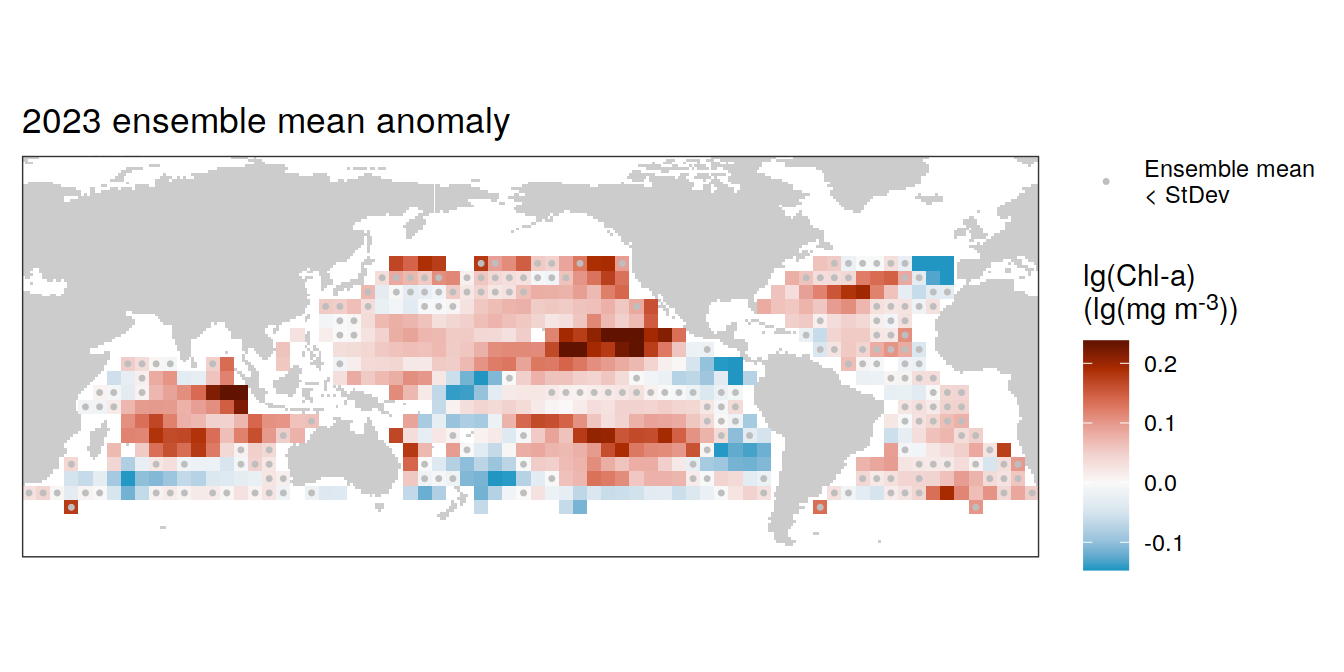 2023 ensemble mean anomaly
Ensemble mean
< StDev
lg(Chl-a)
(lg(mg m⁻³))
0.2
0.1
0.0
-0.1